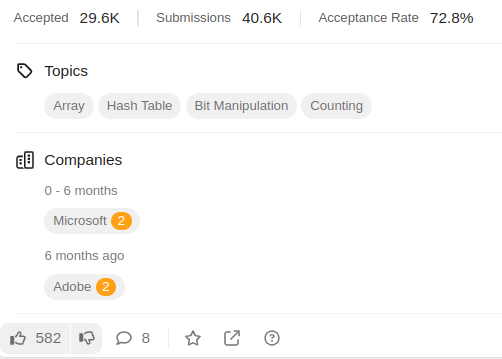 Accepted 29.6K Submissions 40.6K Acceptance Rate 72.8%
Topics
Array Hash Table Bit Manipulation Counting
Companies
0 - 6 months
Microsoft 2
6 months ago
Adobe 2
582 8